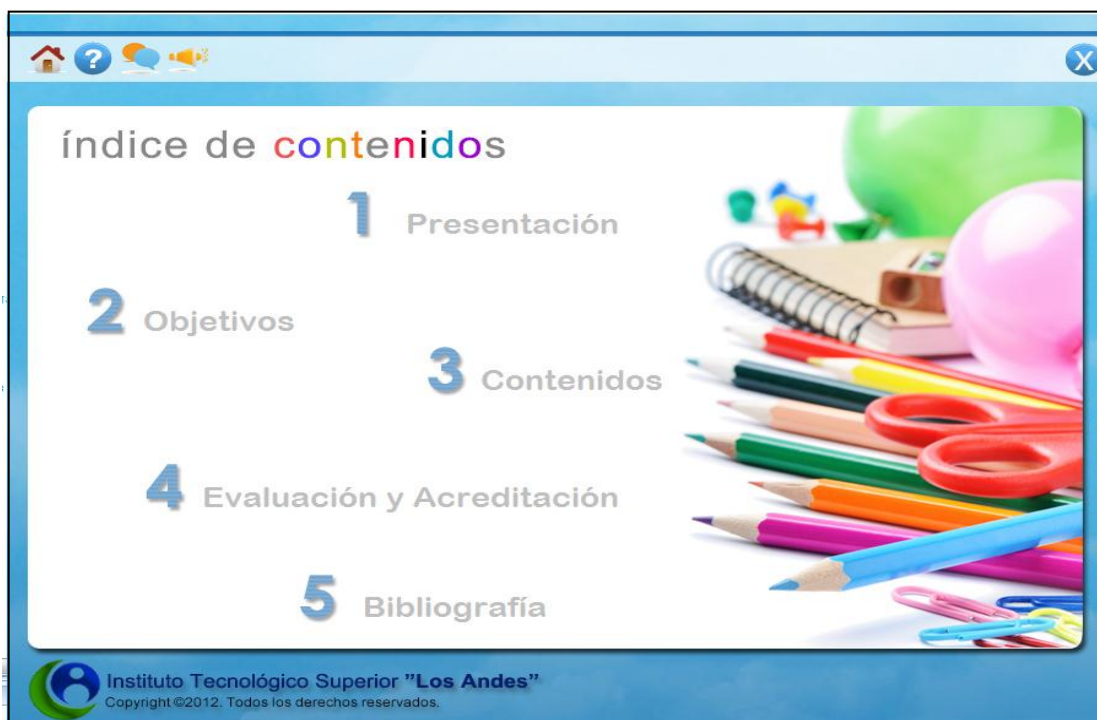 ?
X
índice de contenidos
1 Presentación
2 Objetivos
3 Contenidos
4 Evaluación y Acreditación
5 Bibliografía
Instituto Tecnológico Superior "Los Andes"
Copyright ©2012. Todos los derechos reservados.